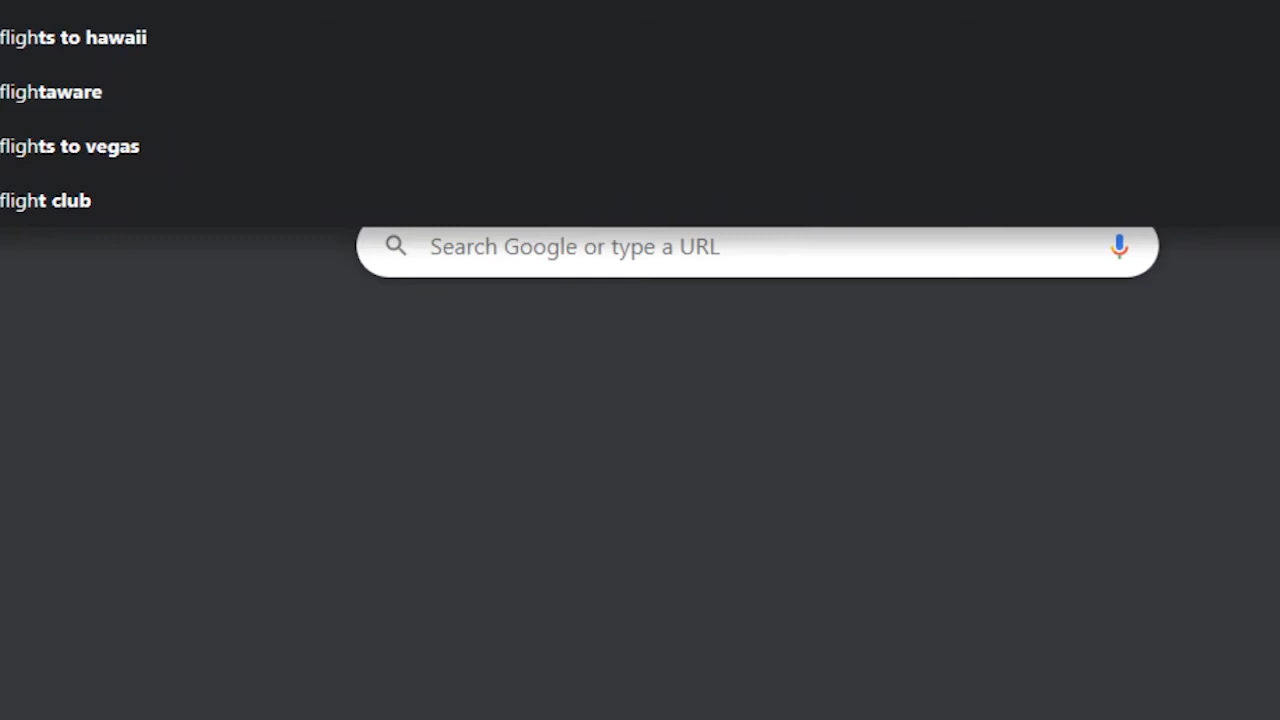 flights to hawaii
flightaware
flights to vegas
flight club
Search Google or type a URL